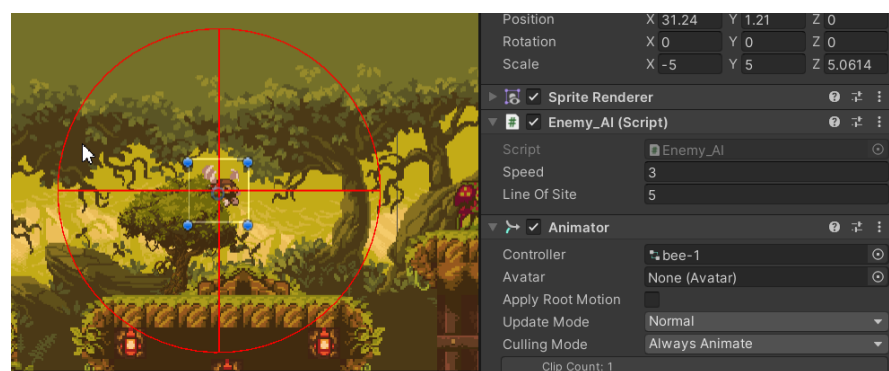 Position X 31.24 Y 1.21 Z 0
Rotation X 0 Y 0 Z 0
Scale X -5 Y 5 Z 5.0614
Sprite Renderer
# Enemy_AI (Script)
Script # Enemy_AI
Speed 3
Line Of Site 5
Animator
Controller bee-1
Avatar None (Avatar)
Apply Root Motion
Update Mode Normal
Culling Mode Always Animate
Clip Count: 1